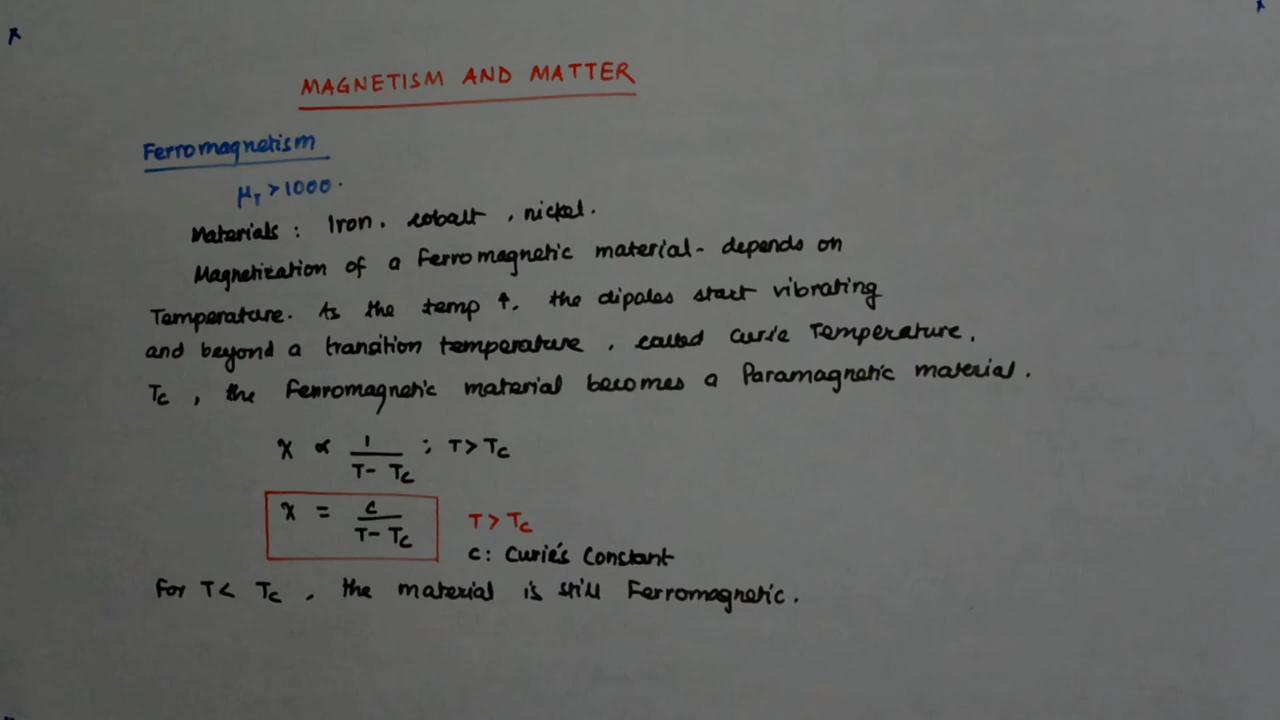 MAGNETISM AND MATTER
Ferromagnetism
μr > 1000.
Materials : Iron, cobalt, nickel.
Magnetization of a Ferromagnetic material depends on
Temperature. As the temp ↑, the dipoles start vibrating
and beyond a transition temperature, called Curie Temperature,
Tc, the Ferromagnetic material becomes a Paramagnetic material.
χ ∝ 1/(T - Tc) ; T > Tc
χ = C/(T - Tc) T > Tc
C: Curie's Constant
For T < Tc, the material is still Ferromagnetic.